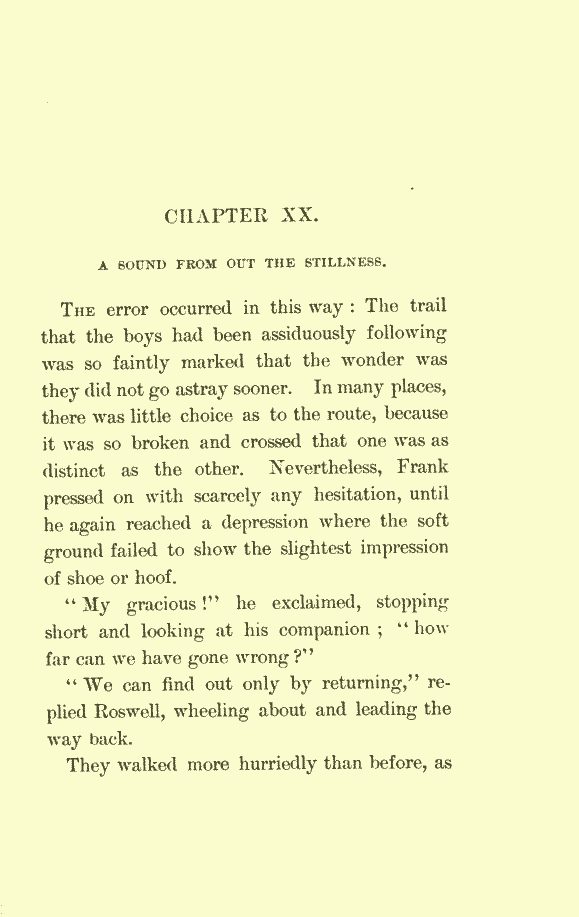 CHAPTER XX.
A SOUND FROM OUT THE STILLNESS.
THE error occurred in this way : The trail
that the boys had been assiduously following
was so faintly marked that the wonder was
they did not go astray sooner. In many places,
there was little choice as to the route, because
it was so broken and crossed that one was as
distinct as the other. Nevertheless, Frank
pressed on with scarcely any hesitation, until
he again reached a depression where the soft
ground failed to show the slightest impression
of shoe or hoof.
“ My gracious !” he exclaimed, stopping
short and looking at his companion ; “ how
far can we have gone wrong ?”
“ We can find out only by returning,” re-
plied Roswell, wheeling about and leading the
way back.
They walked more hurriedly than before, as